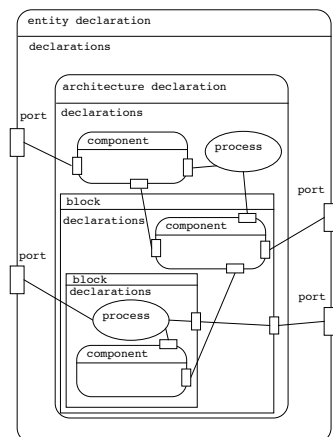 entity declaration
declarations
architecture declaration
port
declarations
component
process
block
port
declarations
component
port
block
declarations
process
port
component